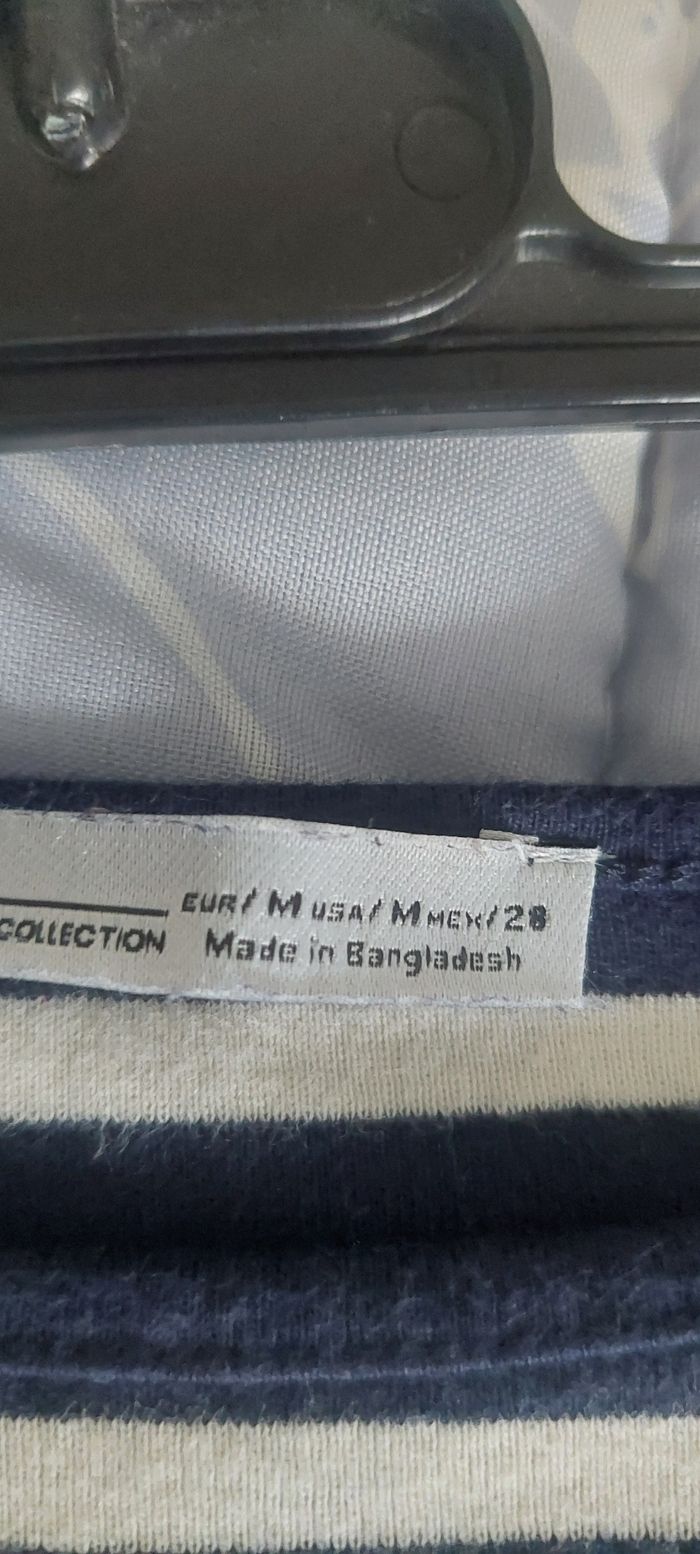 EUR/ M USA/ M MEX/ 28
COLLECTION Made in Bangladesh